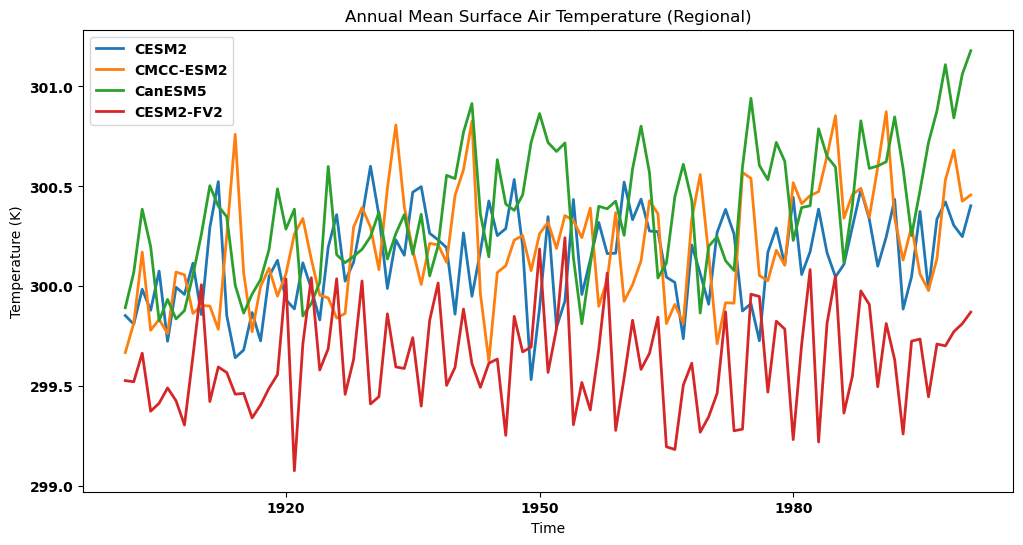 Annual Mean Surface Air Temperature (Regional)
CESM2
CMCC-ESM2
CanESM5
CESM2-FV2
Temperature (K)
301.0
300.5
300.0
299.5
299.0
1920
1950
1980
Time